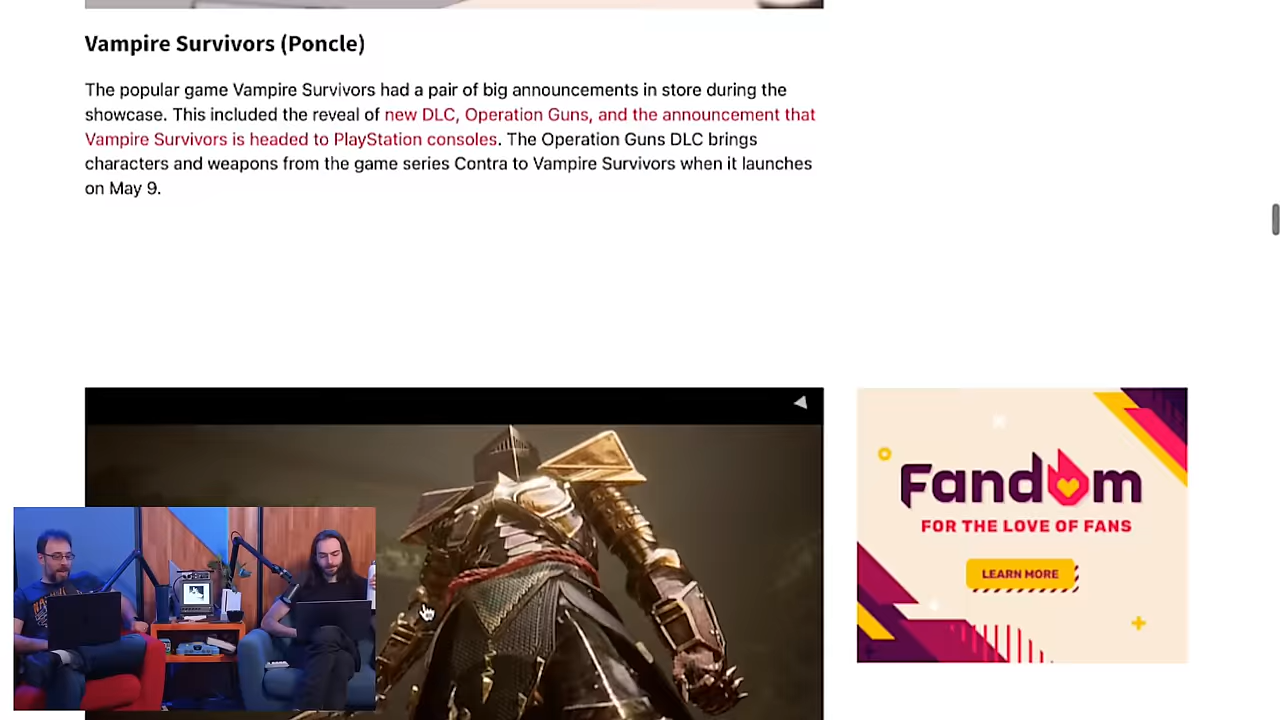 Vampire Survivors (Poncle)
The popular game Vampire Survivors had a pair of big announcements in store during the
showcase. This included the reveal of new DLC, Operation Guns, and the announcement that
Vampire Survivors is headed to PlayStation consoles. The Operation Guns DLC brings
characters and weapons from the game series Contra to Vampire Survivors when it launches
on May 9.
Fandom
FOR THE LOVE OF FANS
LEARN MORE